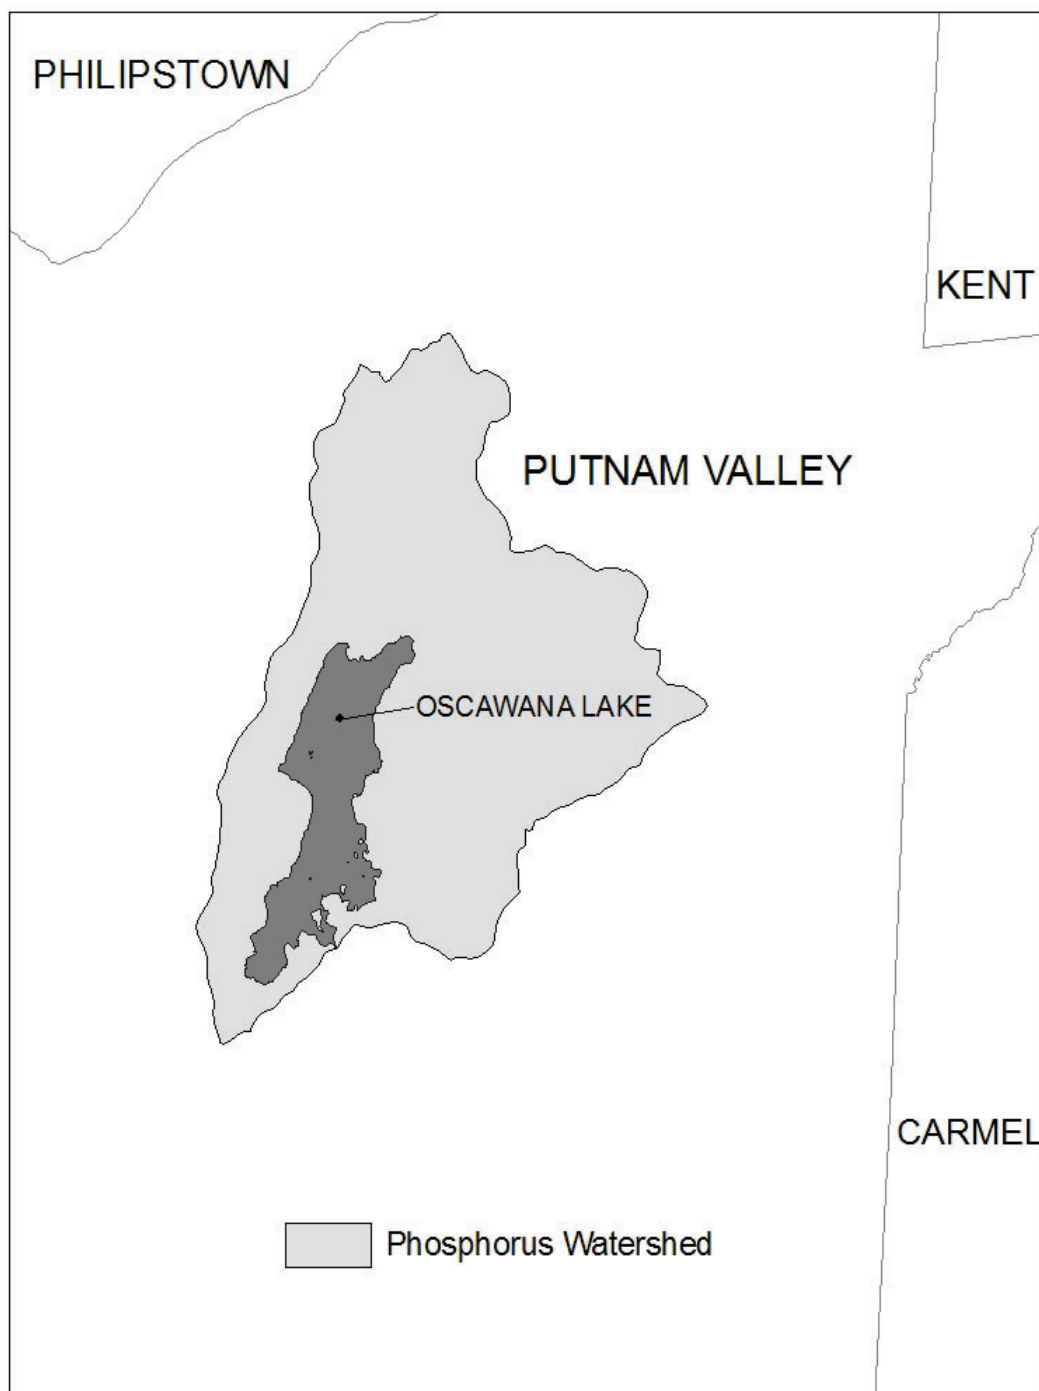 PHILIPSTOWN
KENT
PUTNAM VALLEY
OSCAWANA LAKE
CARMEL
Phosphorus Watershed